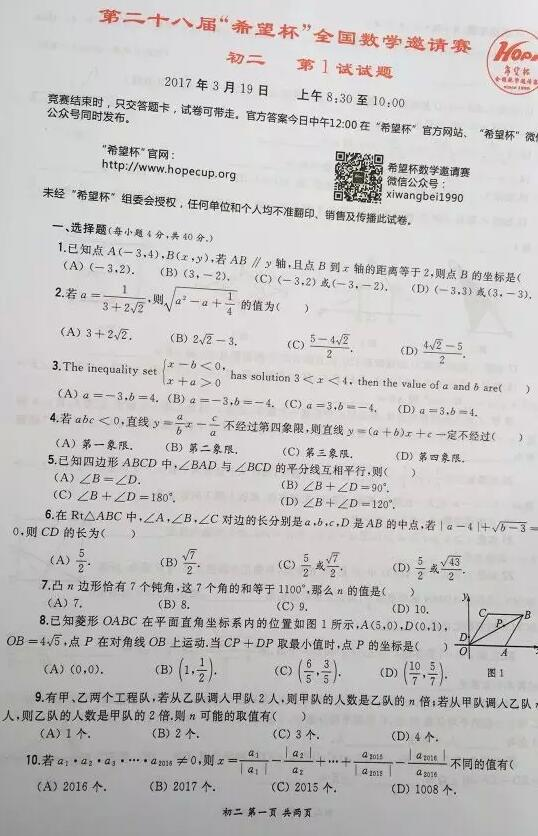 第二十八届“希望杯”全国数学邀请赛
初二 第1试试题
2017年3月19日 上午8:30至10:00
竞赛结束时，只交答题卡，试卷可带走。官方答案今日中午12:00在“希望杯”官方网站、“希望杯”微
公众号同时发布。
“希望杯”官网：
http://www.hopecup.org
希望杯数学邀请赛
微信公众号：
xiwangbei1990
HOPE
希望杯
since 1990
未经“希望杯”组委会授权，任何单位和个人均不准翻印、销售及传播此试卷。
一、选择题(每小题4分,共40分.)
1.已知点A(-3,4),B(x,y),若AB∥y轴,且点B到x轴的距离等于2,则点B的坐标是(
(A) (-3,2). (B) (3,-2). (C) (-3,2)或(-3,-2). (D) (-3,3)或(3,-3).
2.若a=1/(3+2√2),则√(a²-a+1/4)的值为( )
(A) 3+2√2. (B) 2√2-3. (C) (5-4√2)/2. (D) (4√2-5)/2.
3.The inequality set {x-b<0, x+a>0 has solution 3<x<4, then the value of a and b are( )
(A) a=-3,b=4. (B) a=-3,b=-4. (C) a=3,b=-4. (D) a=3,b=4.
4.若abc<0,直线y=(a/b)x-c/a不经过第四象限,则直线y=(a+b)x+c一定不经过( )
(A) 第一象限. (B) 第二象限. (C) 第三象限. (D) 第四象限.
5.已知四边形ABCD中,∠BAD与∠BCD的平分线互相平行,则( )
(A) ∠B=∠D. (B) ∠B+∠D=90°.
(C) ∠B+∠D=180°. (D) ∠B+∠D=120°.
6.在Rt△ABC中,∠A,∠B,∠C对边的长分别是a,b,c,D是AB的中点,若|a-4|+√(b-3)=
0,则CD的长为( )
(A) 5/2. (B) √7/2. (C) 5/2或√7/2. (D) 5/2或√43/2.
7.凸n边形恰有7个钝角,这7个角的和等于1100°,那么n的值是( )
(A) 7. (B) 8. (C) 9. (D) 10.
8.已知菱形OABC在平面直角坐标系内的位置如图1所示,A(5,0),D(0,1),
OB=4√5,点P在对角线OB上运动.当CP+DP取最小值时,点P的坐标是( )
(A) (0,0). (B) (1,1/2). (C) (6/5,3/5). (D) (10/7,5/7).
y
C
B
P
D
O
A
x
图1
9.有甲、乙两个工程队,若从乙队调人甲队2人,则甲队的人数是乙队的n倍;若从甲队调人乙队
人,则乙队的人数是甲队的2倍.则n可能的取值有( )
(A) 1个. (B) 2个. (C) 3个. (D) 4个.
10.若a₁·a₂·a₃·⋯·a₂₀₁₆≠0,则x=a₁/|a₁|-|a₂|/a₂+⋯+a₂₀₁₅/|a₂₀₁₅|-|a₂₀₁₆|/a₂₀₁₆不同的值有(
(A) 2016个. (B) 2017个. (C) 2015个. (D) 1008个.
初二 第一页 共两页